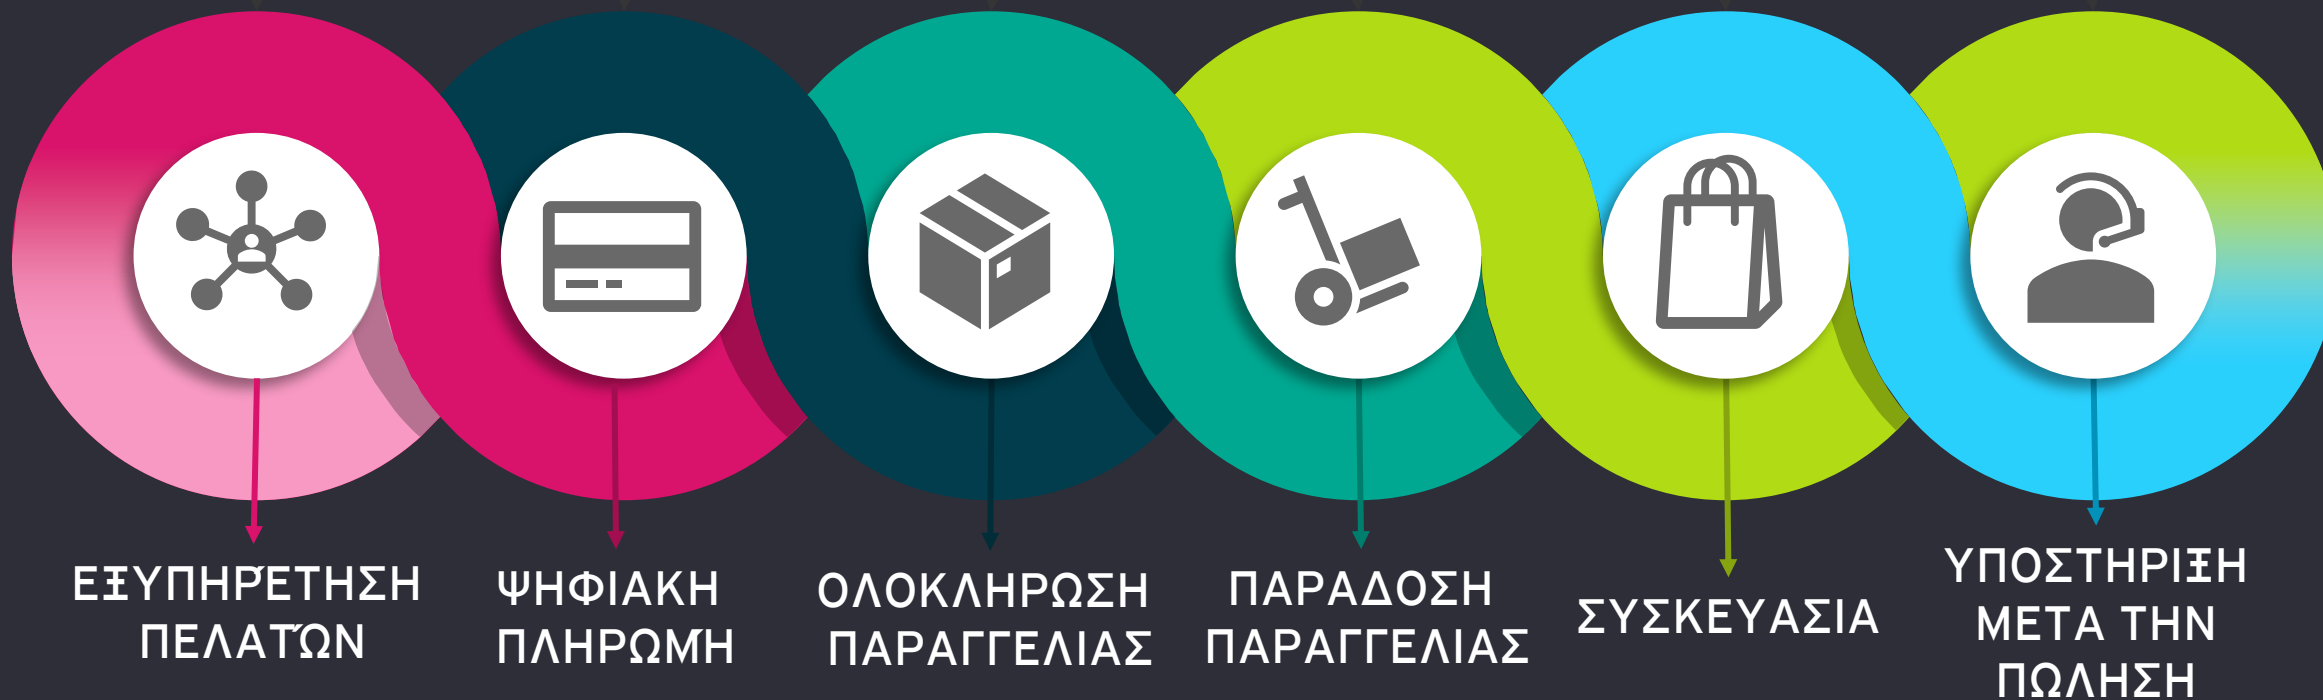 ΕΞΥΠΗΡΈΤΗΣΗ
ΠΕΛΑΤΏΝ
ΨΗΦΙΑΚΗ
ΠΛΗΡΩΜΉ
ΟΛΟΚΛΗΡΩΣΗ
ΠΑΡΑΓΓΕΛΙΑΣ
ΠΑΡΑΔΟΣΗ
ΠΑΡΑΓΓΕΛΙΑΣ
ΣΥΣΚΕΥΑΣΙΑ
ΥΠΟΣΤΗΡΙΞΗ
ΜΕΤΑ ΤΗΝ
ΠΩΛΗΣΗ